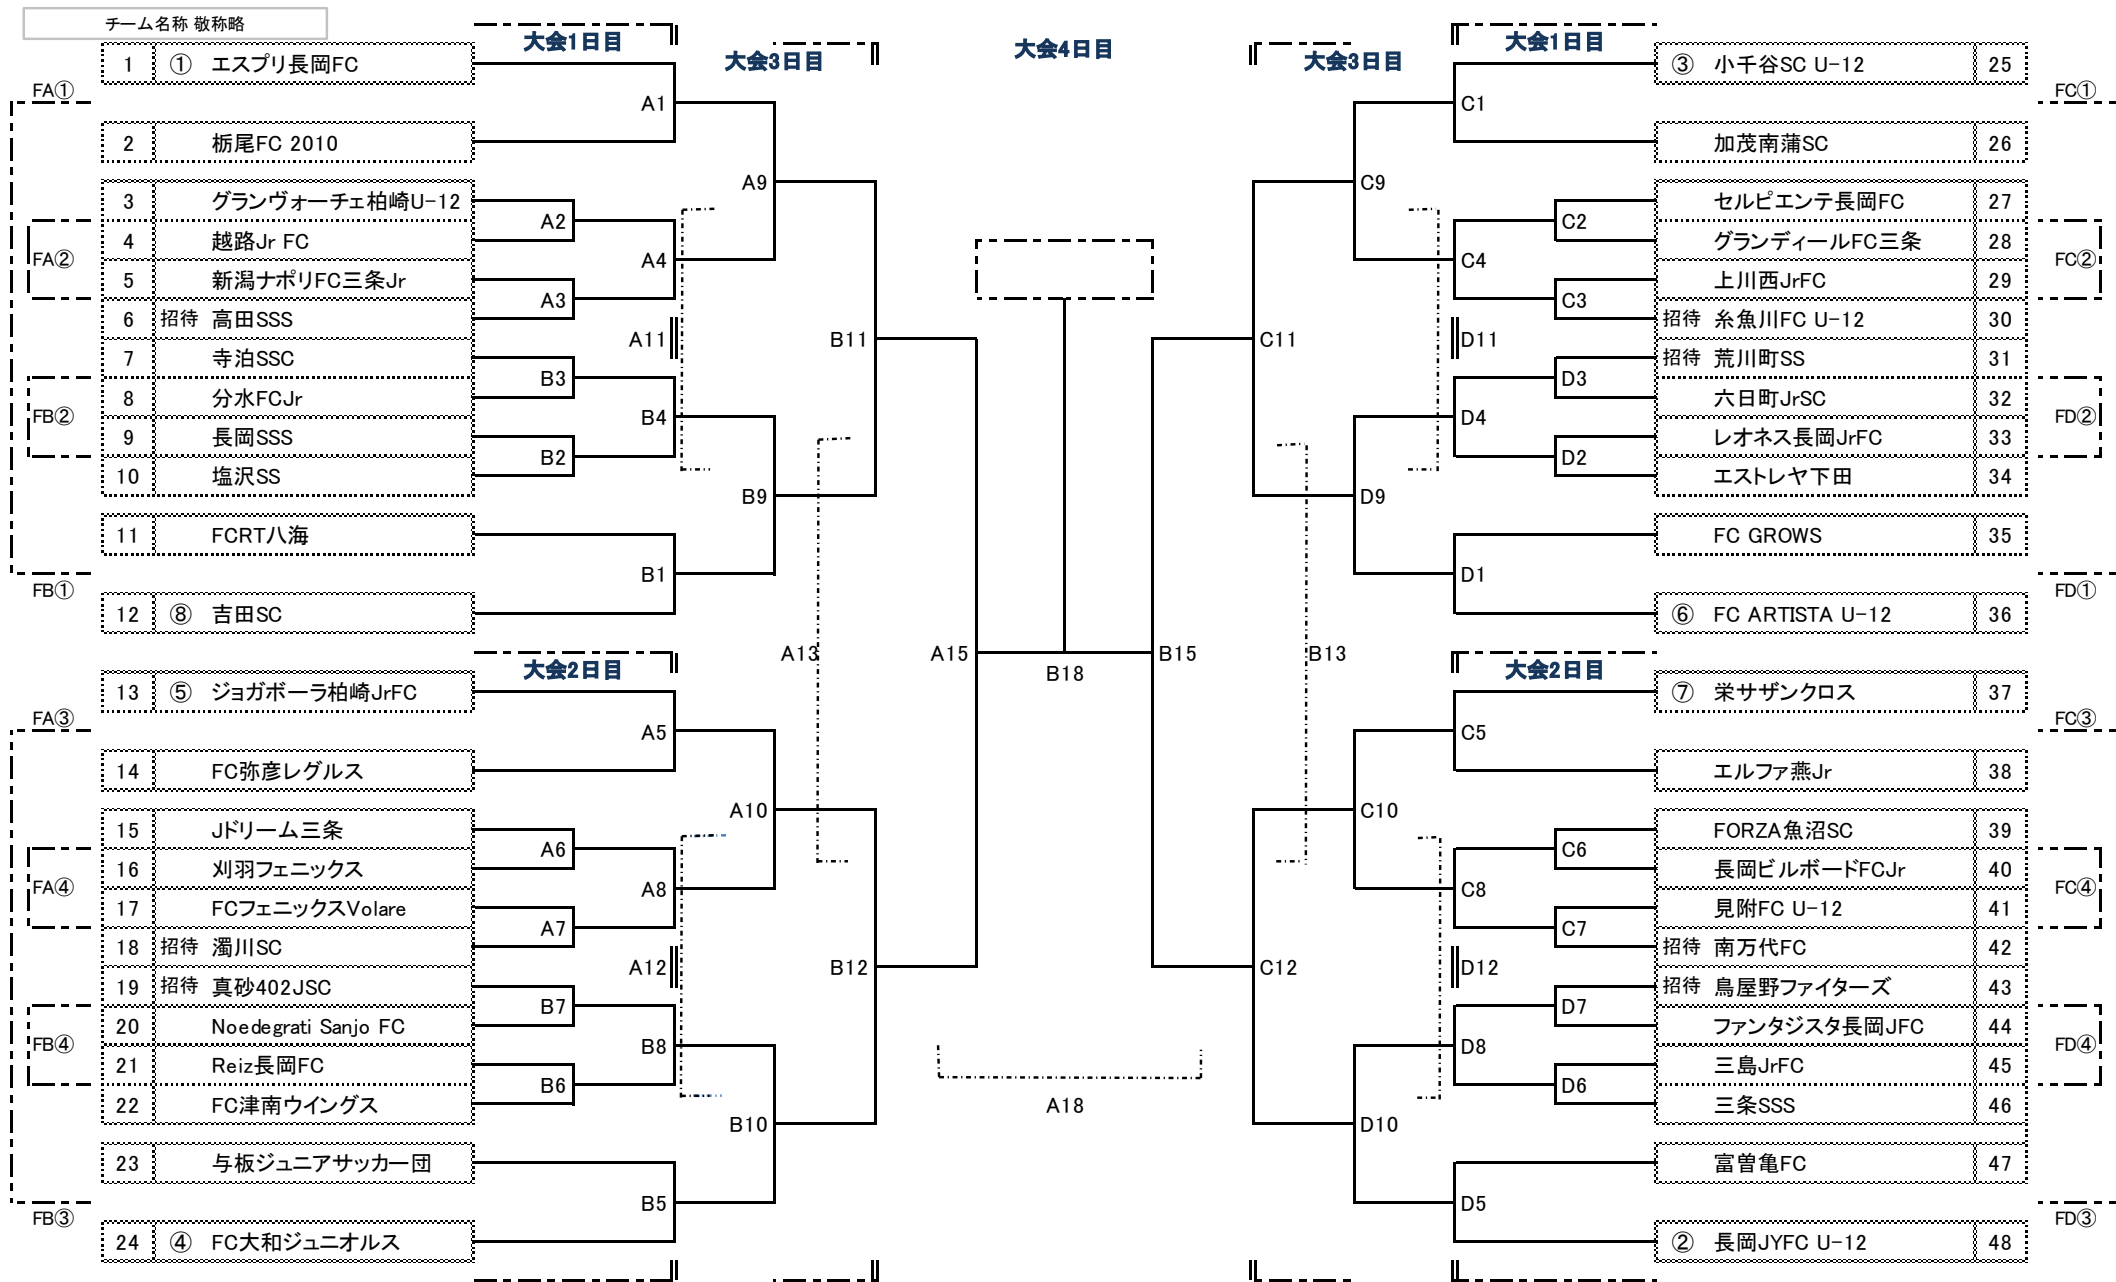 チーム名称 敬称略
大会1日目
大会3日目
大会4日目
大会3日目
大会1日目
1 ① エスプリ長岡FC
FA①
A1
2 栃尾FC 2010
A9
3 グランヴォーチェ柏崎U-12
A2
4 越路Jr FC
FA②
A4
5 新潟ナポリFC三条Jr
A3
6 招待 高田SSS
A11
B11
7 寺泊SSC
B3
8 分水FCJr
FB②
B4
9 長岡SSS
B2
10 塩沢SS
B9
11 FCRT八海
B1
FB①
12 ⑧ 吉田SC
A13
A15
B18
大会2日目
13 ⑤ ジョガボーラ柏崎JrFC
FA③
A5
14 FC弥彦レグルス
A10
15 Jドリーム三条
A6
16 刈羽フェニックス
FA④
A8
17 FCフェニックスVolare
A7
18 招待 濁川SC
A12
B12
19 招待 真砂402JSC
B7
20 Noedegrati Sanjo FC
FB④
B8
21 Reiz長岡FC
B6
22 FC津南ウイングス
A18
B10
23 与板ジュニアサッカー団
B5
FB③
24 ④ FC大和ジュニオルス
③ 小千谷SC U-12 25
FC①
C1
加茂南蒲SC 26
C9
セルピエンテ長岡FC 27
C2
グランディールFC三条 28
C4
FC②
上川西JrFC 29
C3
招待 糸魚川FC U-12 30
C11
D11
招待 荒川町SS 31
D3
六日町JrSC 32
D4
FD②
レオネス長岡JrFC 33
D2
エストレヤ下田 34
D9
FC GROWS 35
D1
FD①
⑥ FC ARTISTA U-12 36
B15
B13
大会2日目
⑦ 栄サザンクロス 37
FC③
C5
エルファ燕Jr 38
C10
FORZA魚沼SC 39
C6
長岡ビルボードFCJr 40
C8
FC④
見附FC U-12 41
C7
招待 南万代FC 42
C12
D12
招待 鳥屋野ファイターズ 43
D7
ファンタジスタ長岡JFC 44
D8
FD④
三島JrFC 45
D6
三条SSS 46
D10
富曽亀FC 47
D5
FD③
② 長岡JYFC U-12 48